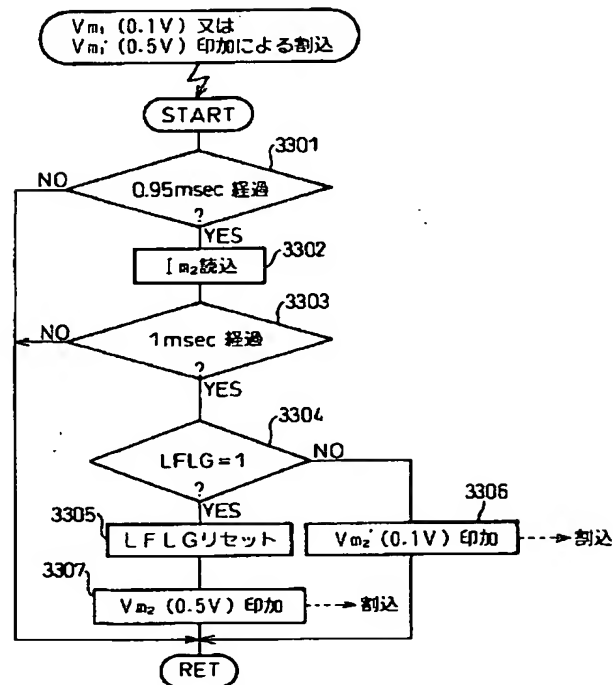 Vm₁ (0.1V) 又は
Vm₁' (0.5V) 印加による割込
START
3301
NO
0.95msec 経過
?
YES
3302
Im₂読込
3303
NO
1msec 経過
?
YES
3304
LFLG=1
NO
?
YES
3305
3306
LFLGリセット
Vm₂' (0.1V) 印加
割込
3307
Vm₂ (0.5V) 印加
割込
RET